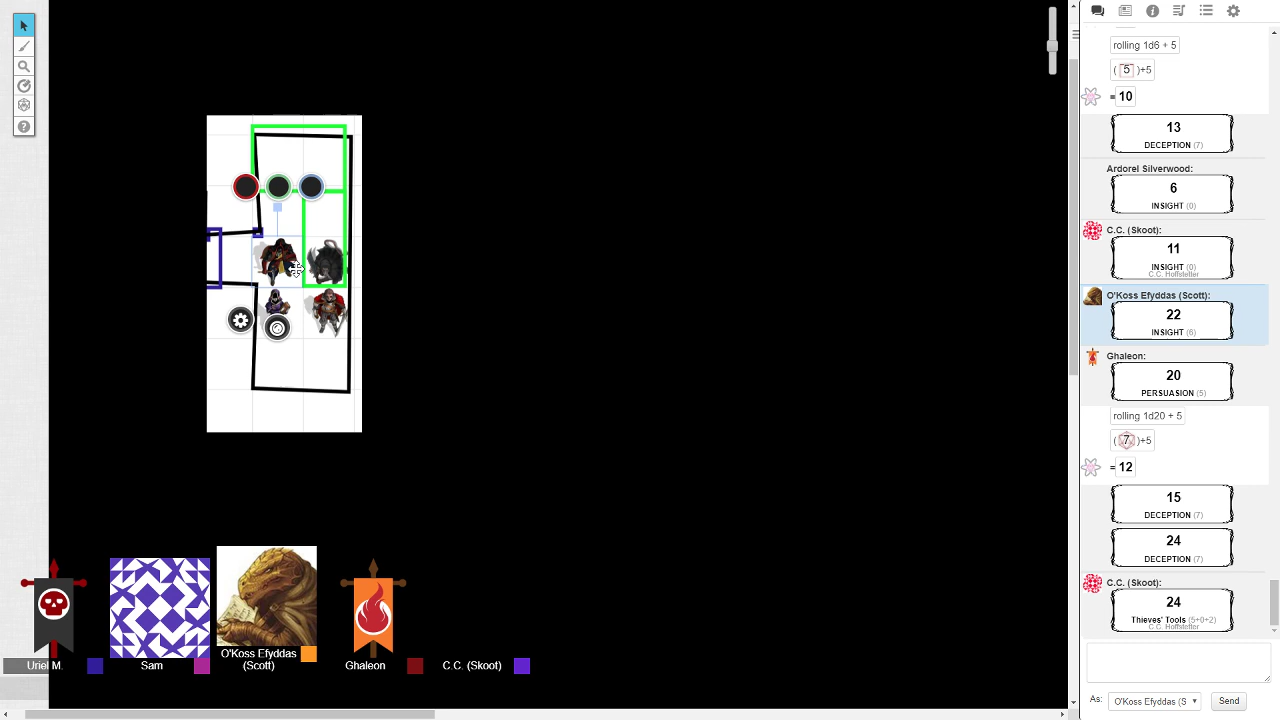 rolling 1d6 + 5
( 5 )+5
= 10
13
DECEPTION (7)
Ardorel Silverwood:
6
INSIGHT (0)
C.C. (Skoot):
11
INSIGHT (0)
C.C. Hoffstetter
O'Koss Efyddas (Scott):
22
INSIGHT (6)
Ghaleon:
20
PERSUASION (5)
rolling 1d20 + 5
( 7 )+5
= 12
15
DECEPTION (7)
24
DECEPTION (7)
C.C. (Skoot):
24
Thieves' Tools (5+0+2)
C.C. Hoffstetter
As:
O'Koss Efyddas (S
Send
Uriel M.
Sam
O'Koss Efyddas
(Scott)
Ghaleon
C.C. (Skoot)